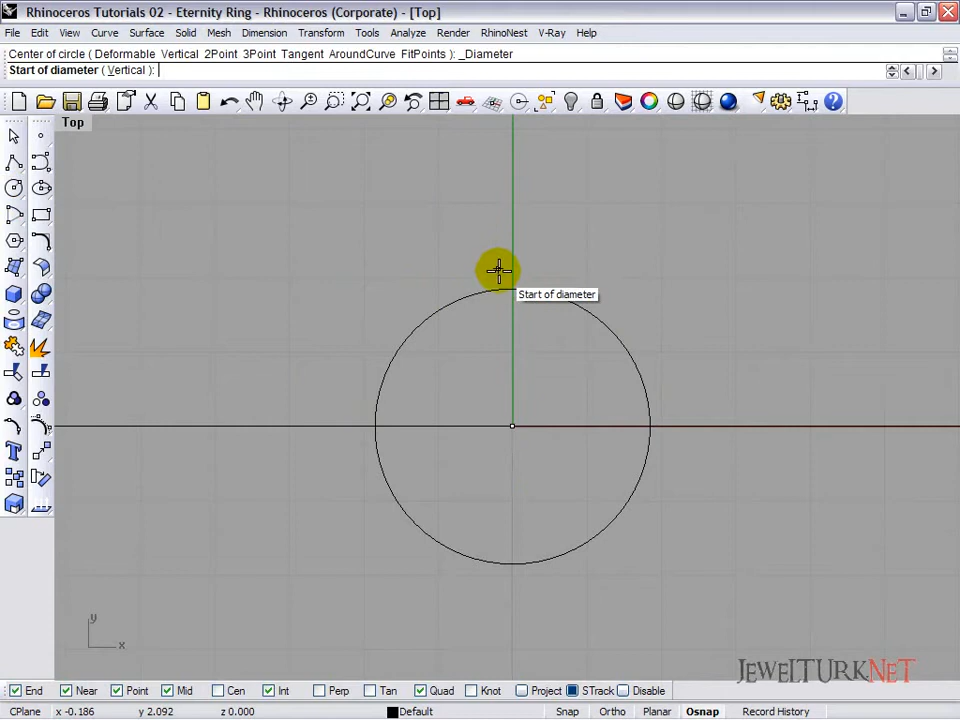 Rhinoceros Tutorials 02 - Eternity Ring - Rhinoceros (Corporate) - [Top]
File Edit View Curve Surface Solid Mesh Dimension Transform Tools Analyze Render RhinoNest V-Ray Help
Center of circle ( Deformable Vertical 2Point 3Point Tangent AroundCurve FitPoints ): _Diameter
Start of diameter ( Vertical ):
Top
Start of diameter
y
x
JEWELTURKNET
End Near Point Mid Cen Int Perp Tan Quad Knot Project STrack Disable
CPlane x -0.186 y 2.092 z 0.000 Default Snap Ortho Planar Osnap Record History